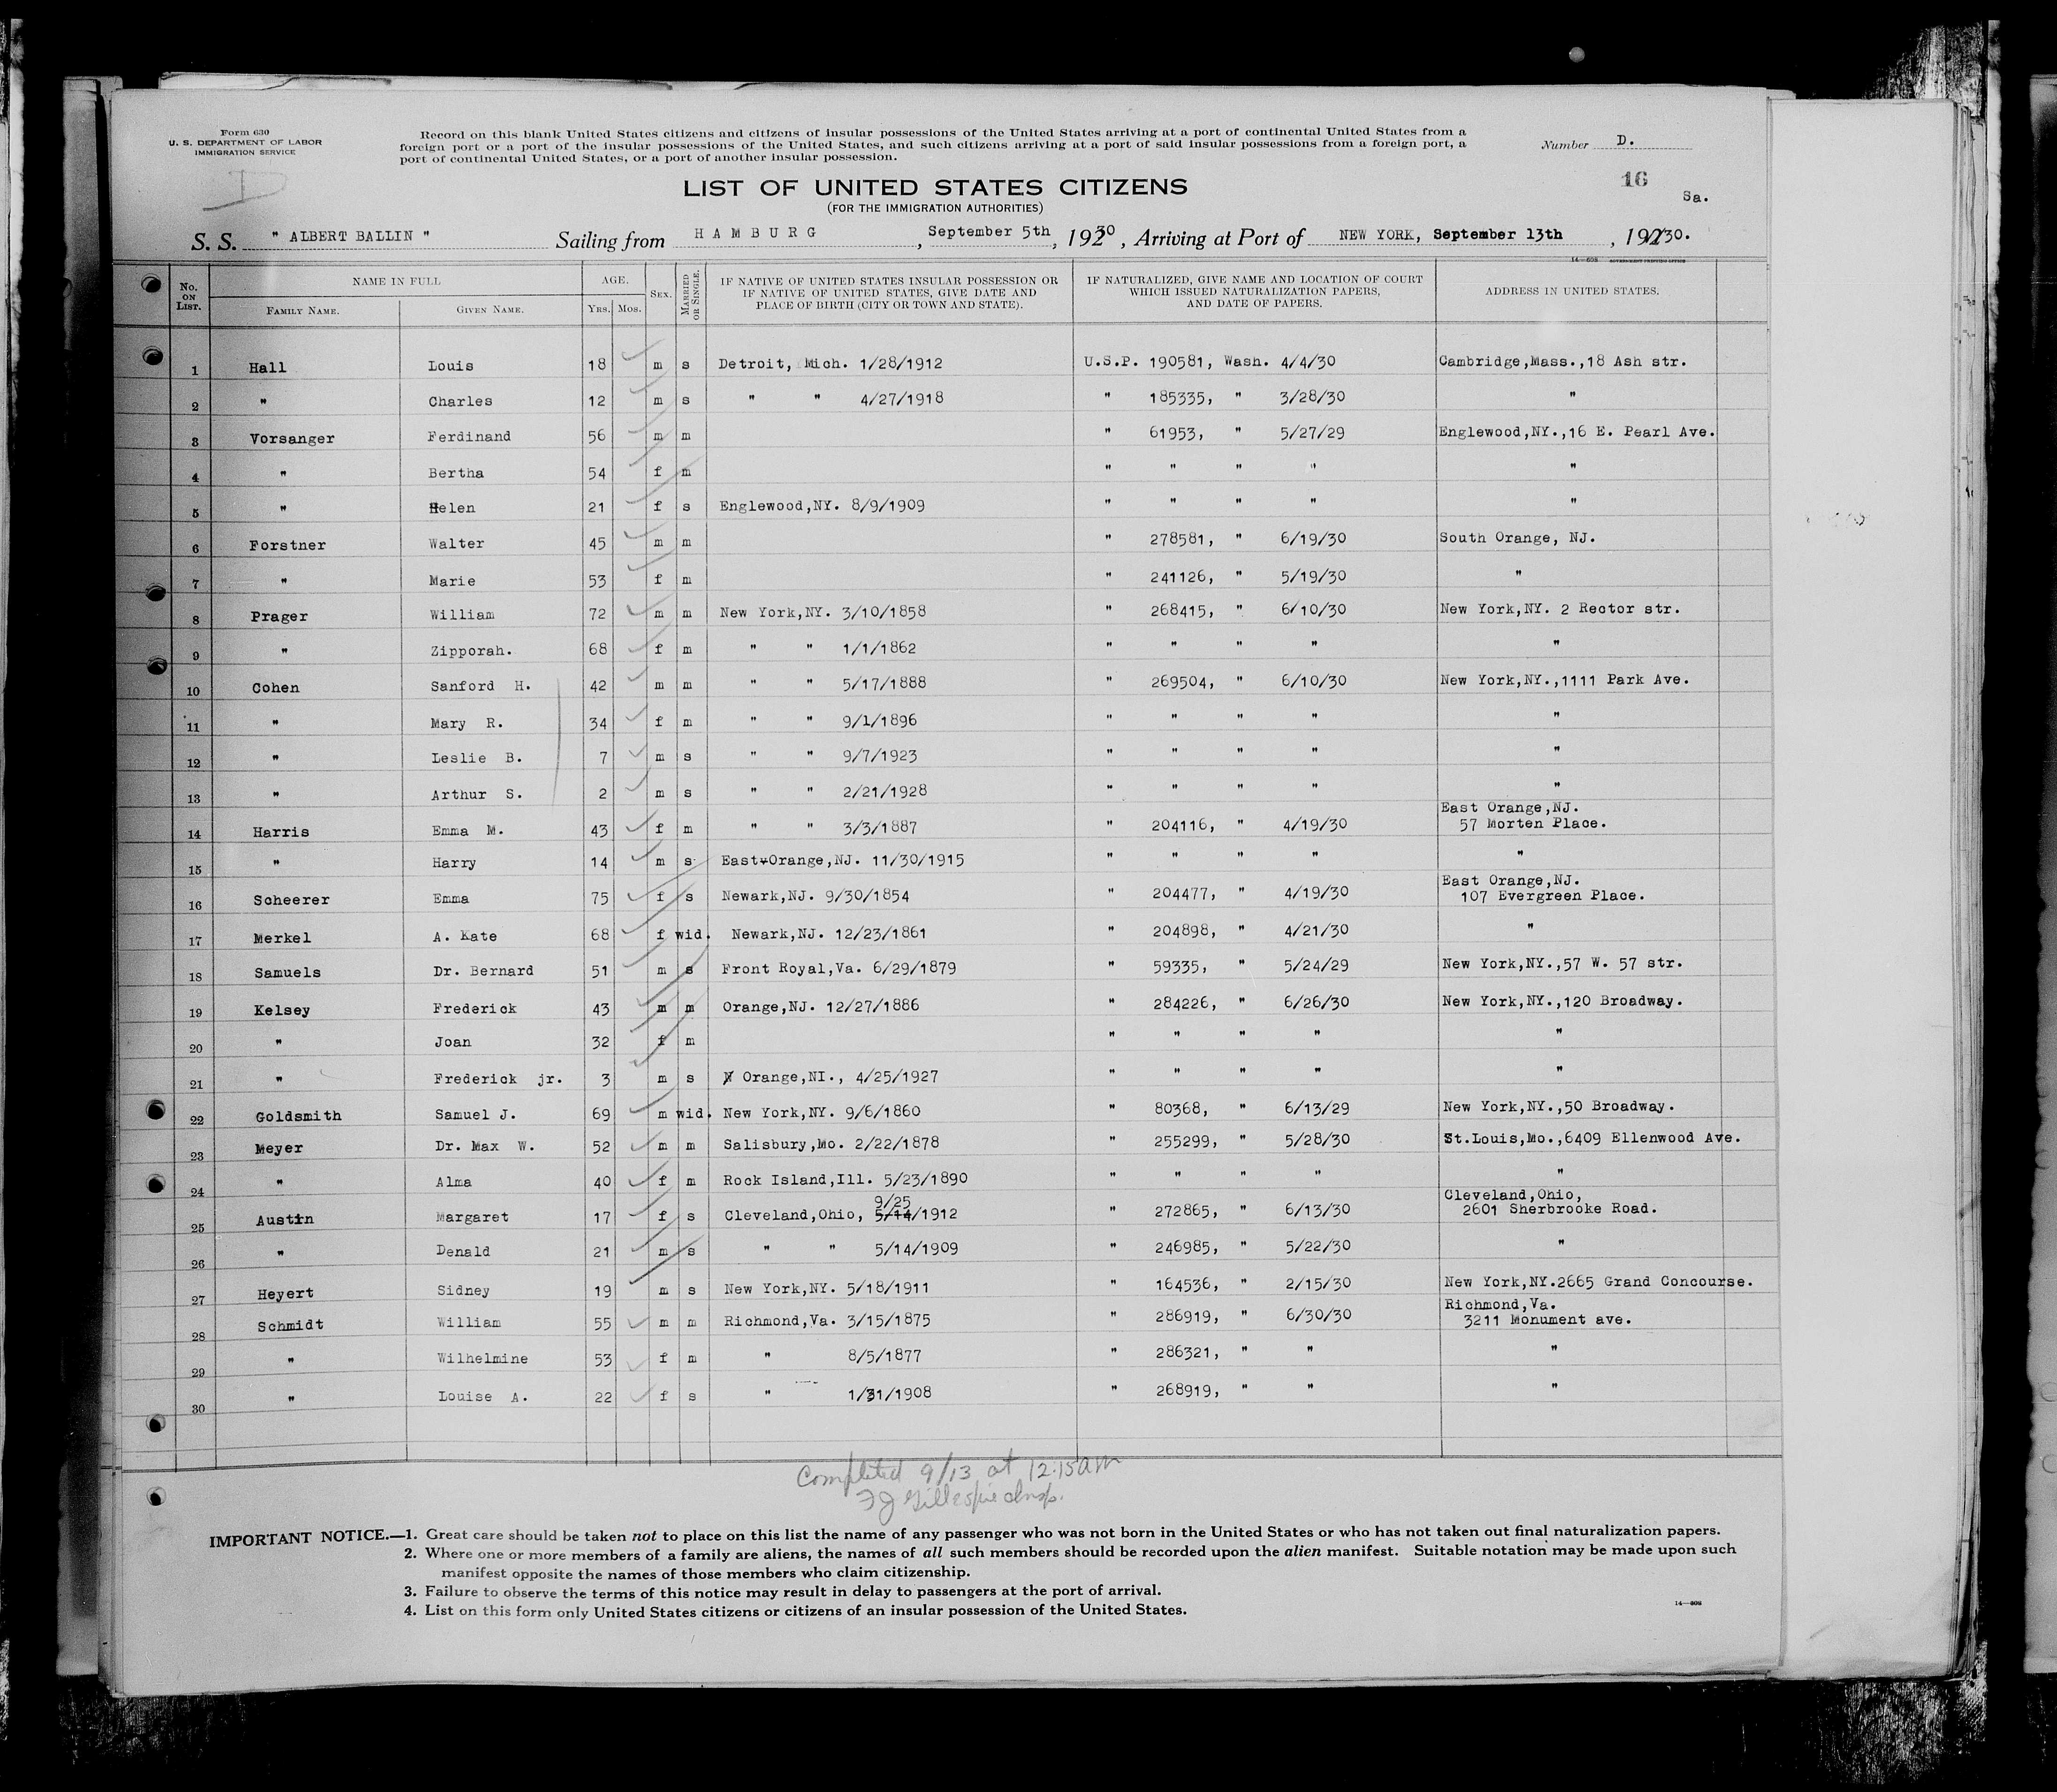 Form 630
U. S. DEPARTMENT OF LABOR
IMMIGRATION SERVICE
Record on this blank United States citizens and citizens of insular possessions of the United States arriving at a port of continental United States from a
foreign port or a port of the insular possessions of the United States, and such citizens arriving at a port of said insular possessions from a foreign port, a
port of continental United States, or a port of another insular possession.
Number D.
16
Sa.
LIST OF UNITED STATES CITIZENS
(FOR THE IMMIGRATION AUTHORITIES)
S. S. " ALBERT BALLIN " Sailing from HAMBURG, September 5th, 1930, Arriving at Port of NEW YORK, September 13th, 1930.
No. ON LIST. NAME IN FULL FAMILY NAME. GIVEN NAME. AGE. YRS. MOS. SEX. MARRIED OR SINGLE. IF NATIVE OF UNITED STATES INSULAR POSSESSION OR IF NATIVE OF UNITED STATES, GIVE DATE AND PLACE OF BIRTH (CITY OR TOWN AND STATE). IF NATURALIZED, GIVE NAME AND LOCATION OF COURT WHICH ISSUED NATURALIZATION PAPERS, AND DATE OF PAPERS. ADDRESS IN UNITED STATES.
1 Hall Louis 18 m s Detroit, Mich. 1/28/1912 U.S.P. 190581, Wash. 4/4/30 Cambridge,Mass.,18 Ash str.
2 " Charles 12 m s " " 4/27/1918 " 185335, " 3/28/30 "
3 Vorsanger Ferdinand 56 m m " 61953, " 5/27/29 Englewood,NY.,16 E. Pearl Ave.
4 " Bertha 54 f m " " " " "
5 " Helen 21 f s Englewood,NY. 8/9/1909 " " " " "
6 Forstner Walter 45 m m " 278581, " 6/19/30 South Orange, NJ.
7 " Marie 53 f m " 241126, " 5/19/30 "
8 Prager William 72 m m New York,NY. 3/10/1858 " 268415, " 6/10/30 New York,NY. 2 Rector str.
9 " Zipporah. 68 f m " " 1/1/1862 " " " " "
10 Cohen Sanford H. 42 m m " " 5/17/1888 " 269504, " 6/10/30 New York,NY.,1111 Park Ave.
11 " Mary R. 34 f m " " 9/1/1896 " " " " "
12 " Leslie B. 7 m s " " 9/7/1923 " " " " "
13 " Arthur S. 2 m s " " 2/21/1928 " " " " "
14 Harris Emma M. 43 f m " " 3/3/1887 " 204116, " 4/19/30 East Orange,NJ. 57 Morten Place.
15 " Harry 14 m s East Orange,NJ. 11/30/1915 " " " " "
16 Scheerer Emma 75 f s Newark,NJ. 9/30/1854 " 204477, " 4/19/30 East Orange,NJ. 107 Evergreen Place.
17 Merkel A. Kate 68 f wid. Newark,NJ. 12/23/1861 " 204898, " 4/21/30 "
18 Samuels Dr. Bernard 51 m s Front Royal,Va. 6/29/1879 " 59335, " 5/24/29 New York,NY.,57 W. 57 str.
19 Kelsey Frederick 43 m m Orange,NJ. 12/27/1886 " 284226, " 6/26/30 New York,NY.,120 Broadway.
20 " Joan 32 f m " " " " "
21 " Frederick jr. 3 m s Orange,NI., 4/25/1927 " " " " "
22 Goldsmith Samuel J. 69 m wid. New York,NY. 9/6/1860 " 80368, " 6/13/29 New York,NY.,50 Broadway.
23 Meyer Dr. Max W. 52 m m Salisbury,Mo. 2/22/1878 " 255299, " 5/28/30 St.Louis,Mo.,6409 Ellenwood Ave.
24 " Alma 40 f m Rock Island,Ill. 5/23/1890 " " " " "
25 Austin Margaret 17 f s Cleveland,Ohio, 9/25 5/14/1912 " 272865, " 6/13/30 Cleveland,Ohio, 2601 Sherbrooke Road.
26 " Denald 21 m s " " 5/14/1909 " 246985, " 5/22/30 "
27 Heyert Sidney 19 m s New York,NY. 5/18/1911 " 164536, " 2/15/30 New York,NY.2665 Grand Concourse.
28 Schmidt William 55 m m Richmond,Va. 3/15/1875 " 286919, " 6/30/30 Richmond,Va. 3211 Monument ave.
29 " Wilhelmine 53 f m " 8/5/1877 " 286321, " " "
30 " Louise A. 22 f s " 1/31/1908 " 268919, " " "
Completed 9/13 at 12:15am
F J Gillespie Insp.
IMPORTANT NOTICE.—1. Great care should be taken not to place on this list the name of any passenger who was not born in the United States or who has not taken out final naturalization papers.
2. Where one or more members of a family are aliens, the names of all such members should be recorded upon the alien manifest. Suitable notation may be made upon such
manifest opposite the names of those members who claim citizenship.
3. Failure to observe the terms of this notice may result in delay to passengers at the port of arrival.
4. List on this form only United States citizens or citizens of an insular possession of the United States.